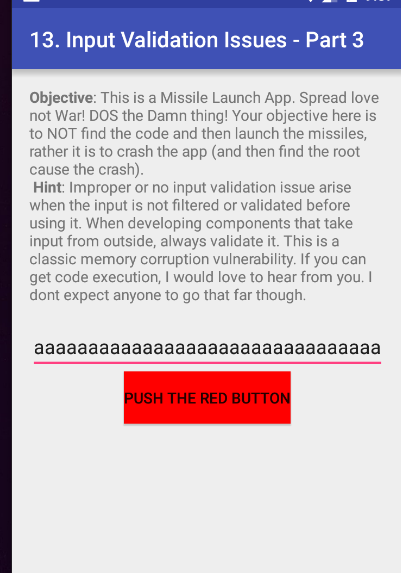 13. Input Validation Issues - Part 3
Objective: This is a Missile Launch App. Spread love
not War! DOS the Damn thing! Your objective here is
to NOT find the code and then launch the missiles,
rather it is to crash the app (and then find the root
cause the crash).
Hint: Improper or no input validation issue arise
when the input is not filtered or validated before
using it. When developing components that take
input from outside, always validate it. This is a
classic memory corruption vulnerability. If you can
get code execution, I would love to hear from you. I
dont expect anyone to go that far though.
aaaaaaaaaaaaaaaaaaaaaaaaaaaaaaaa
PUSH THE RED BUTTON